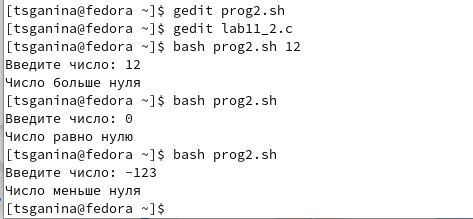 [tsganina@fedora ~]$ gedit prog2.sh
[tsganina@fedora ~]$ gedit lab11_2.c
[tsganina@fedora ~]$ bash prog2.sh 12
Введите число: 12
Число больше нуля
[tsganina@fedora ~]$ bash prog2.sh
Введите число: 0
Число равно нулю
[tsganina@fedora ~]$ bash prog2.sh
Введите число: -123
Число меньше нуля
[tsganina@fedora ~]$